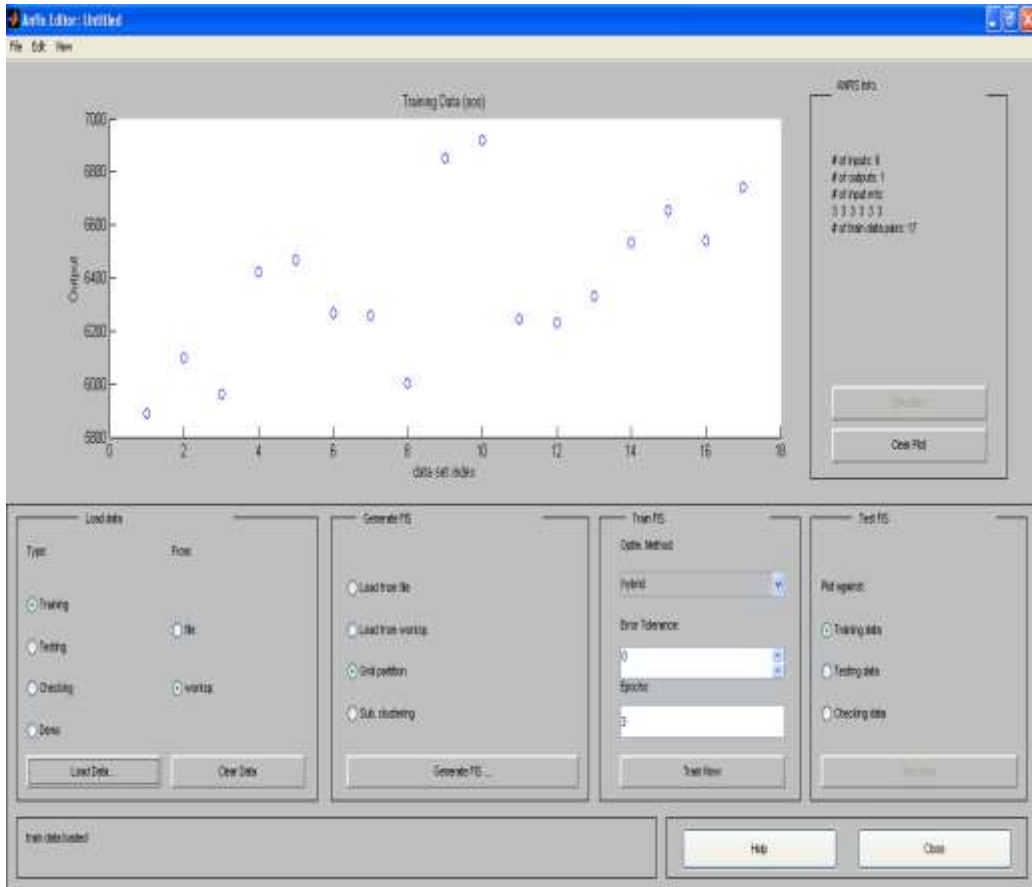 Anfis Editor: Untitled
File Edit View
Training Data (ooo)
7000
6800
6600
6400
6200
6000
5800
Output
0 2 4 6 8 10 12 14 16 18
data set index
ANFIS Info.
# of inputs: 6
# of outputs: 1
# of input mfs:
3 3 3 3 3 3
# of train data pairs: 17
Clear Plot
Load data
Type:
From:
Training
Testing
Checking
Demo
file
worksp.
Load Data...
Clear Data
Generate FIS
Load from file
Load from worksp.
Grid partition
Sub. clustering
Generate FIS ...
Train FIS
Optim. Method:
hybrid
Error Tolerance:
0
Epochs:
3
Train Now
Test FIS
Plot against:
Training data
Testing data
Checking data
Test Now
train data loaded
Help
Close